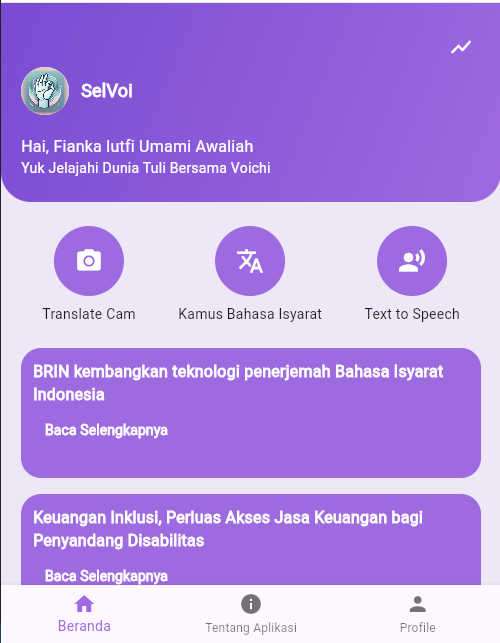 SelVoi
Hai, Fianka lutfi Umami Awaliah
Yuk Jelajahi Dunia Tuli Bersama Voichi
Translate Cam
Kamus Bahasa Isyarat
Text to Speech
BRIN kembangkan teknologi penerjemah Bahasa Isyarat
Indonesia
Baca Selengkapnya
Keuangan Inklusi, Perluas Akses Jasa Keuangan bagi
Penyandang Disabilitas
Baca Selengkapnya
Beranda
Tentang Aplikasi
Profile